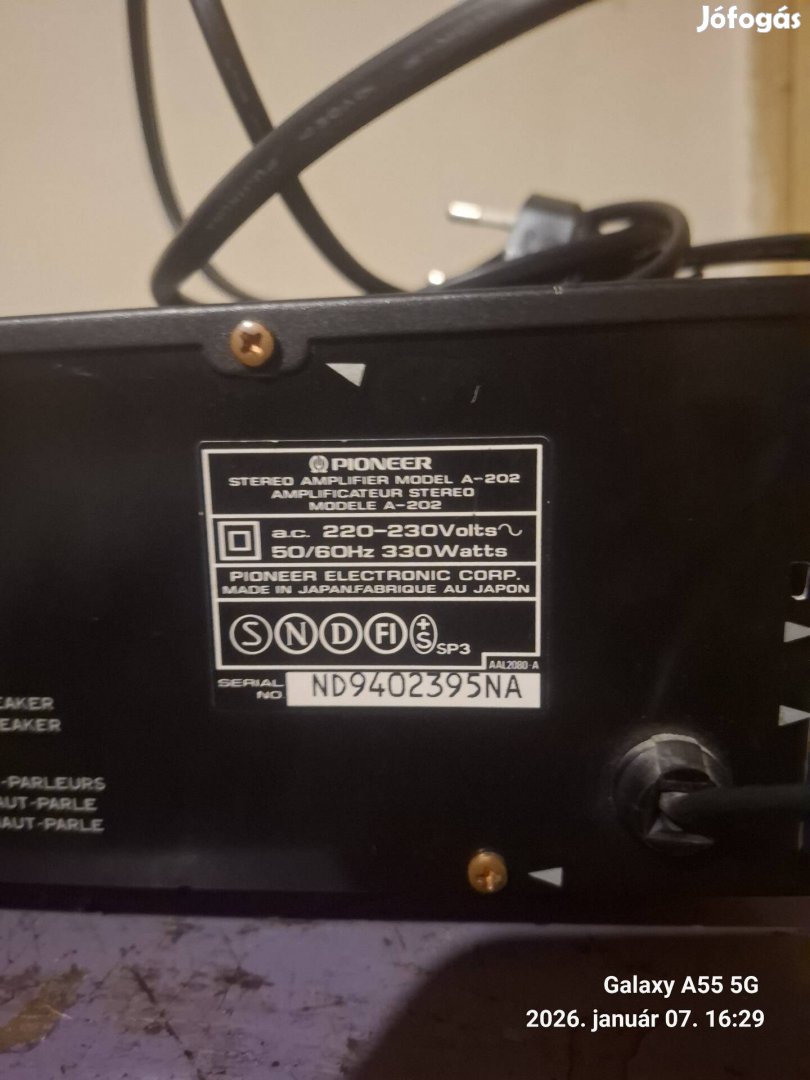 Jófogás
PIONEER
STEREO AMPLIFIER MODEL A-202
AMPLIFICATEUR STEREO
MODELE A-202
a.c. 220-230Volts~
50/60Hz 330Watts
PIONEER ELECTRONIC CORP.
MADE IN JAPAN.FABRIQUE AU JAPON
S N D FI +S SP3
AAL2080-A
SERIAL NO ND9402395NA
EAKER
EAKER
-PARLEURS
AUT-PARLE
AUT-PARLE
Galaxy A55 5G
2026. január 07. 16:29